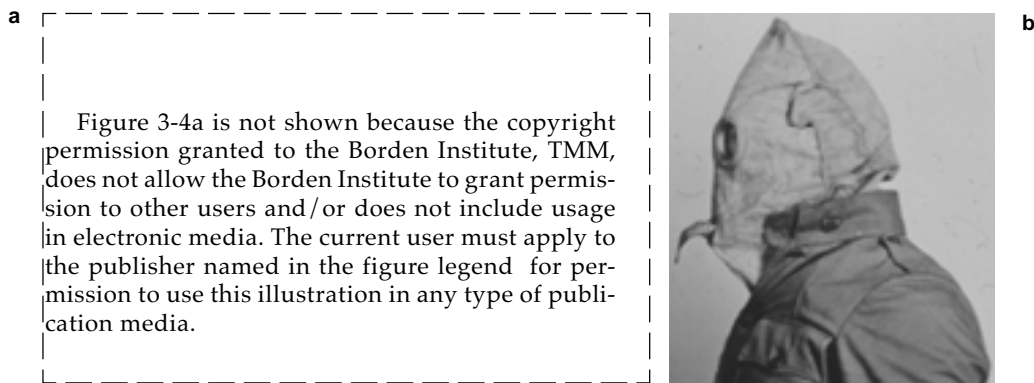 a
b
Figure 3-4a is not shown because the copyright
permission granted to the Borden Institute, TMM,
does not allow the Borden Institute to grant permis-
sion to other users and/or does not include usage
in electronic media. The current user must apply to
the publisher named in the figure legend for per-
mission to use this illustration in any type of publi-
cation media.